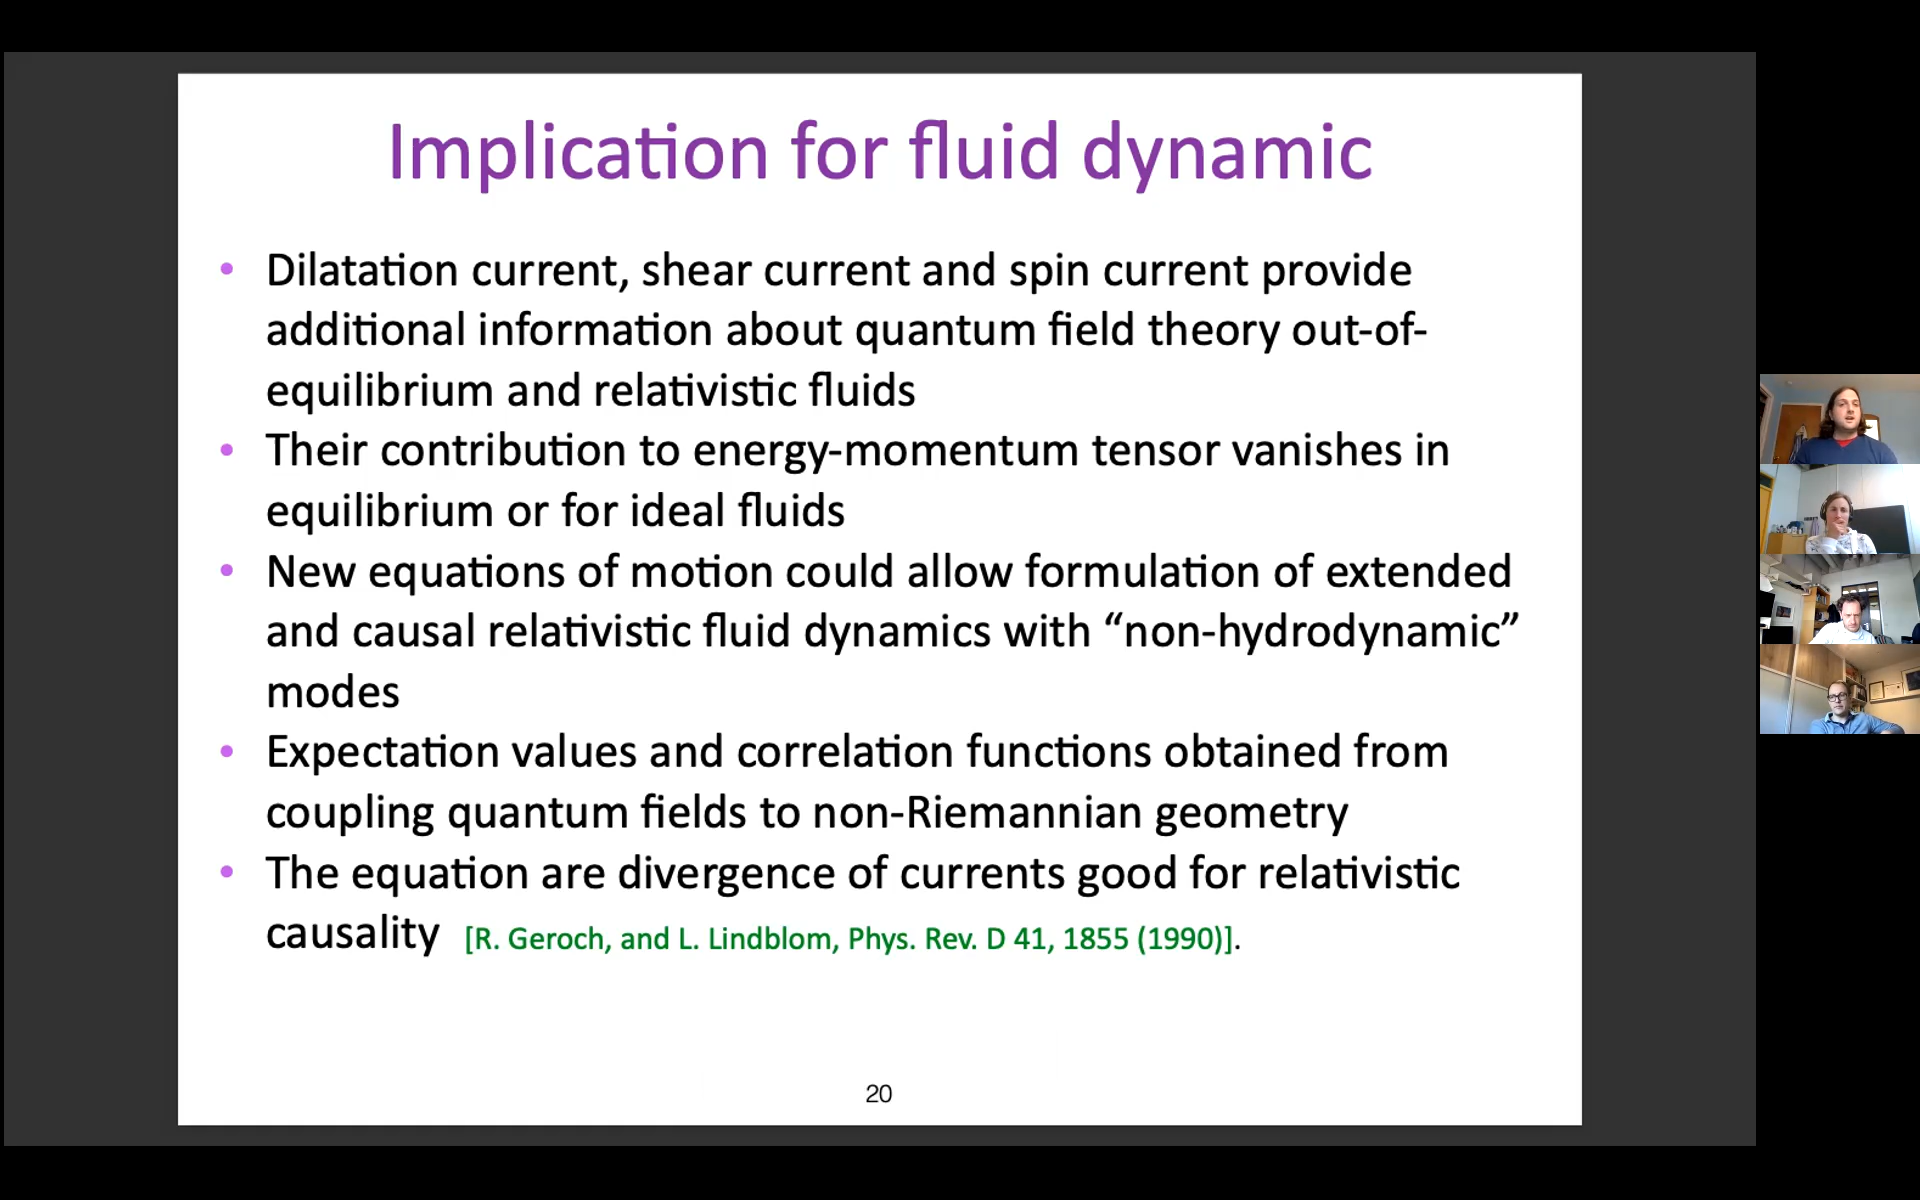 Implication for fluid dynamic
• Dilatation current, shear current and spin current provide
additional information about quantum field theory out-of-
equilibrium and relativistic fluids
• Their contribution to energy-momentum tensor vanishes in
equilibrium or for ideal fluids
• New equations of motion could allow formulation of extended
and causal relativistic fluid dynamics with “non-hydrodynamic”
modes
• Expectation values and correlation functions obtained from
coupling quantum fields to non-Riemannian geometry
• The equation are divergence of currents good for relativistic
causality [R. Geroch, and L. Lindblom, Phys. Rev. D 41, 1855 (1990)].
20